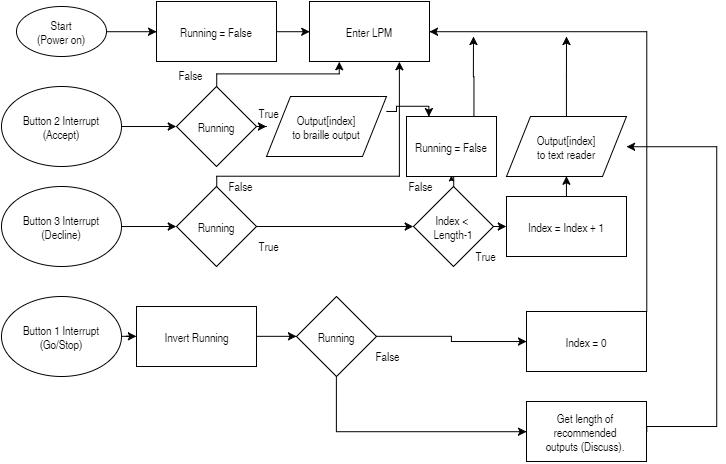 Start
(Power on)
Running = False
Enter LPM
False
Button 2 Interrupt
(Accept)
Running
True
Output[index]
to braille output
Running = False
Output[index]
to text reader
False
False
Button 3 Interrupt
(Decline)
Running
True
Index <
Length-1
True
Index = Index + 1
Button 1 Interrupt
(Go/Stop)
Invert Running
Running
False
Index = 0
Get length of
recommended
outputs (Discuss).